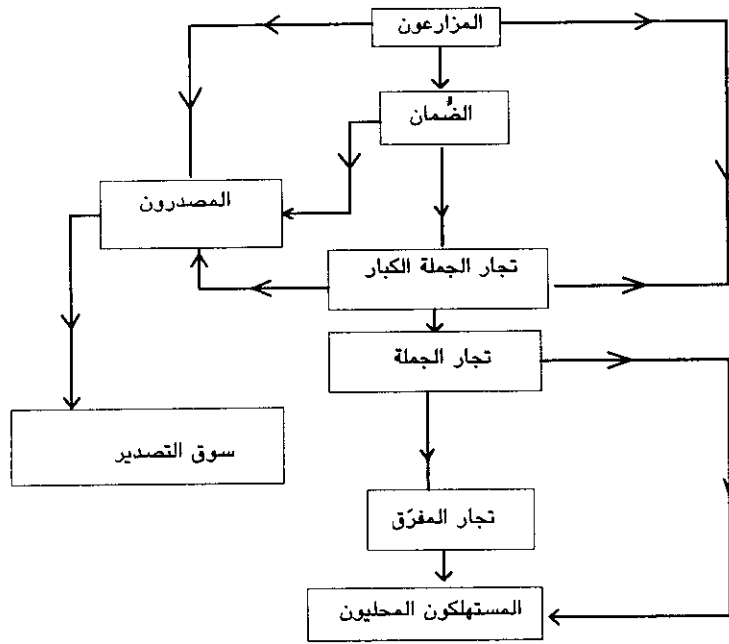 المزارعون
الضُمان
المصدرون
تجار الجملة الكبار
تجار الجملة
سوق التصدير
تجار المفرّق
المستهلكون المحليون